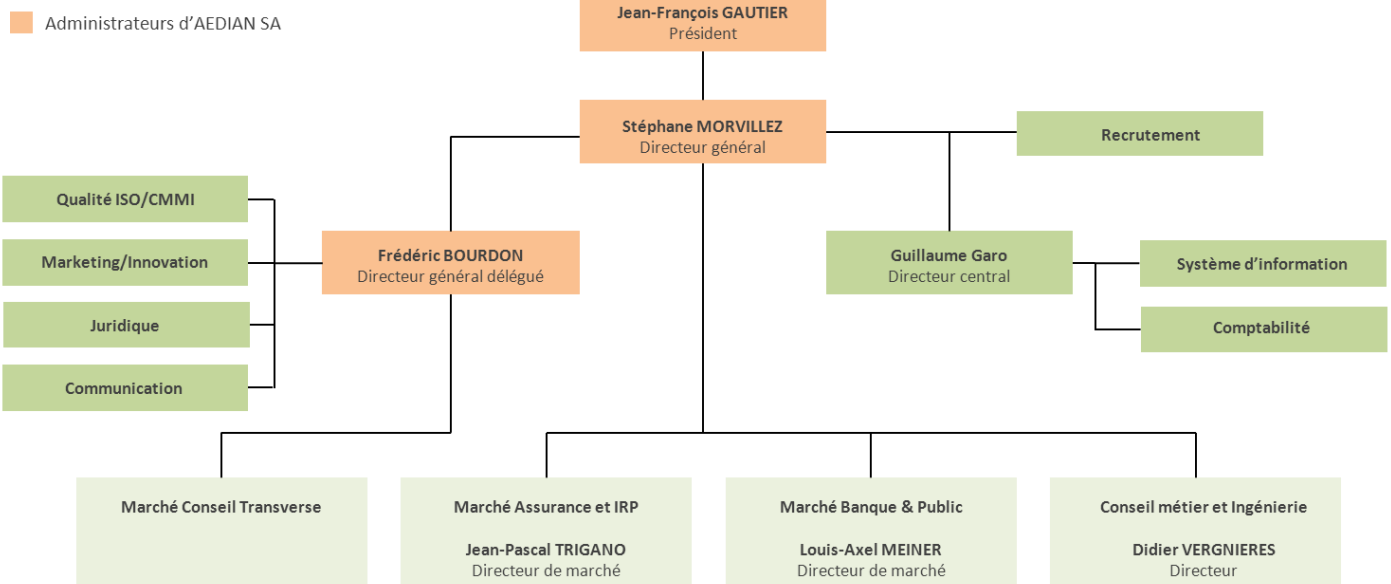 Jean-François GAUTIER
Président
Administrateurs d’AEDIAN SA
Stéphane MORVILLEZ
Directeur général
Recrutement
Qualité ISO/CMMI
Marketing/Innovation
Juridique
Communication
Frédéric BOURDON
Directeur général délégué
Guillaume Garo
Directeur central
Système d’information
Comptabilité
Marché Conseil Transverse
Marché Assurance et IRP
Jean-Pascal TRIGANO
Directeur de marché
Marché Banque & Public
Louis-Axel MEINER
Directeur de marché
Conseil métier et Ingénierie
Didier VERGNIERES
Directeur